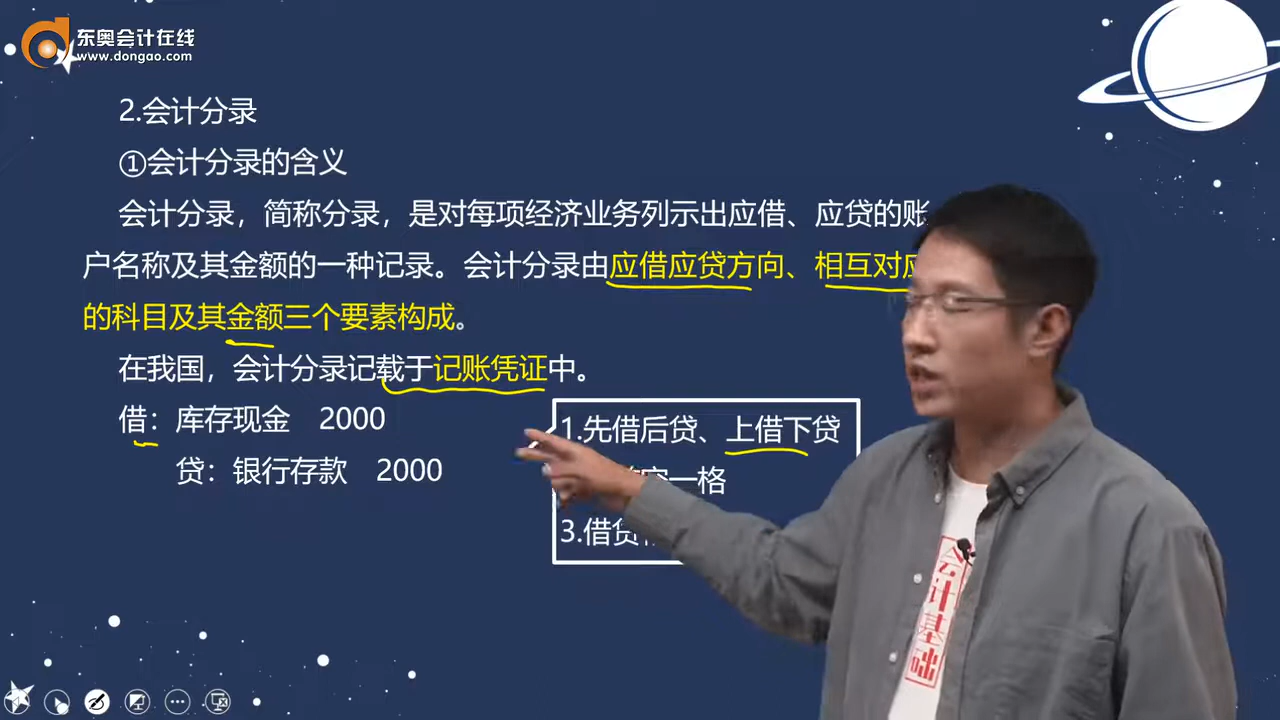 东奥会计在线
www.dongao.com
2.会计分录
①会计分录的含义
会计分录，简称分录，是对每项经济业务列示出应借、应贷的账
户名称及其金额的一种记录。会计分录由应借应贷方向、相互对应
的科目及其金额三个要素构成。
在我国，会计分录记载于记账凭证中。
借：库存现金 2000
贷：银行存款 2000
1.先借后贷、上借下贷
空一格
3.借贷
会计基础